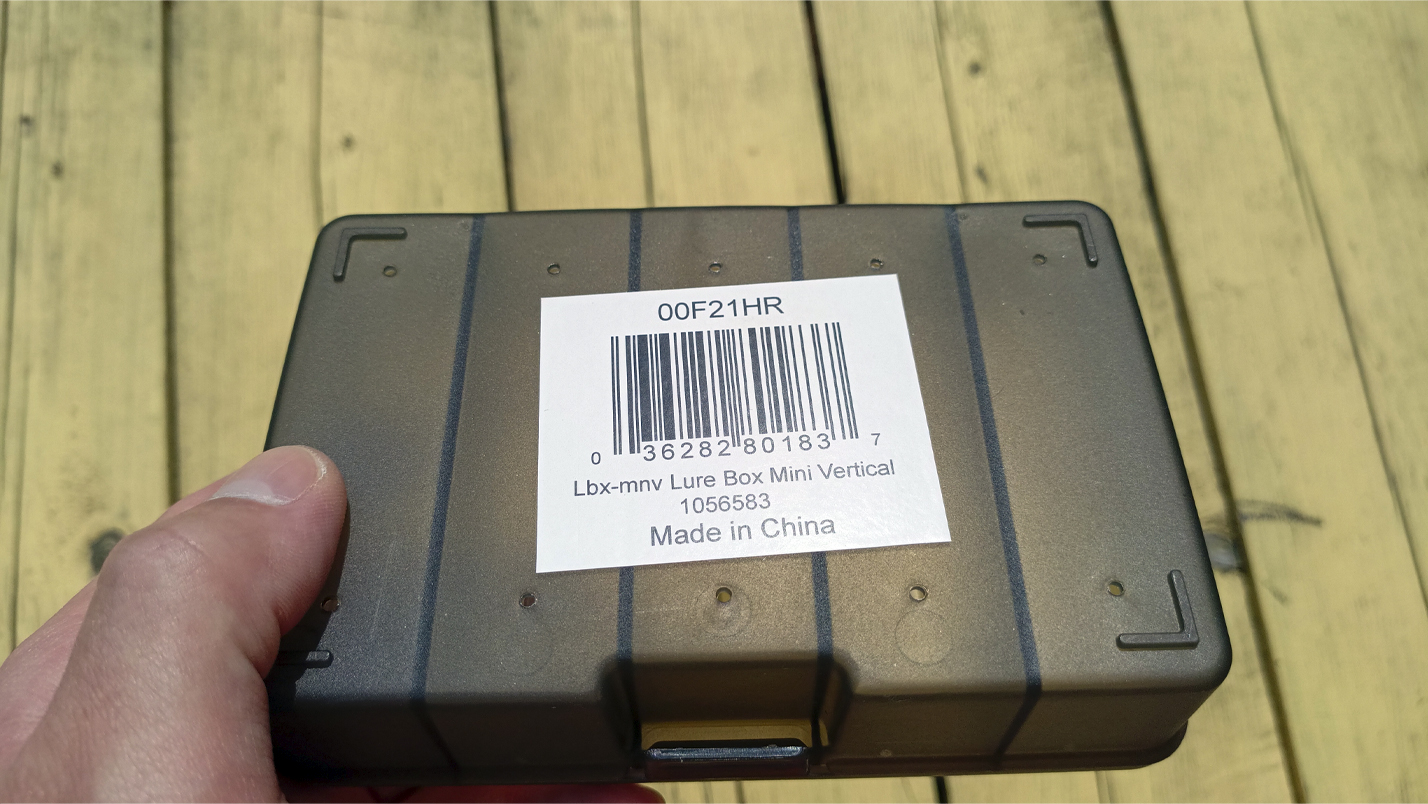 00F21HR
0 36282 80183 7
Lbx-mnv Lure Box Mini Vertical
1056583
Made in China